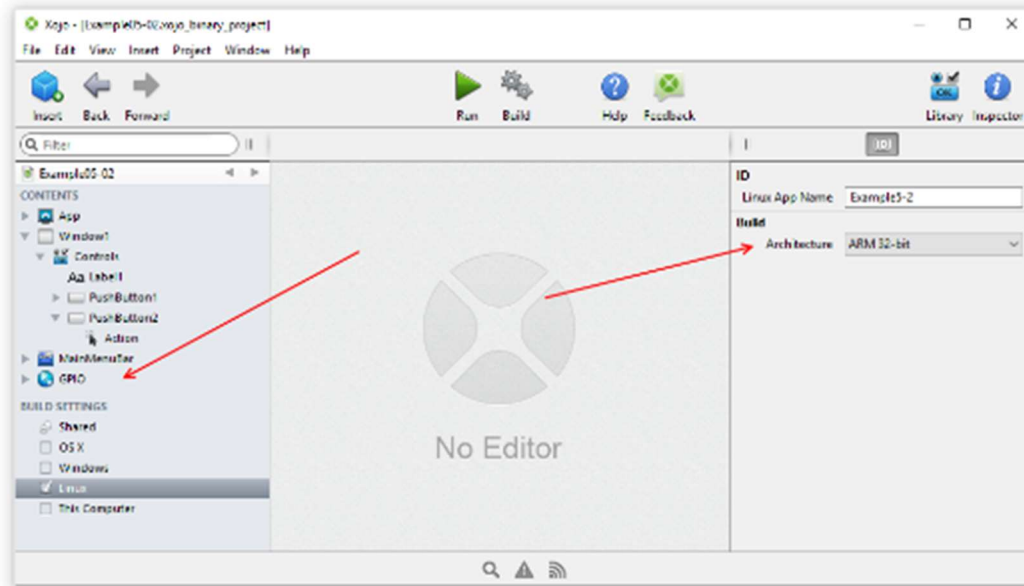 Xojo - [Example05-02.xojo_binary_project]
File Edit View Insert Project Window Help
Insert Back Forward Run Build Help Feedback Library Inspector
Filter
Example05-02
CONTENTS
App
Window1
Controls
Aa Label1
PushButton1
PushButton2
Action
MainMenuBar
GPIO
BUILD SETTINGS
Shared
OS X
Windows
Linux
This Computer
No Editor
ID
Linux App Name Example5-2
Build
Architecture ARM 32-bit